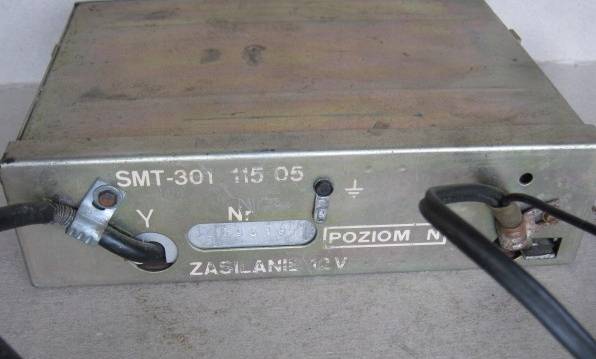 SMT-301 115 05
Y
Nr
POZIOM N
ZASILANIE 12V